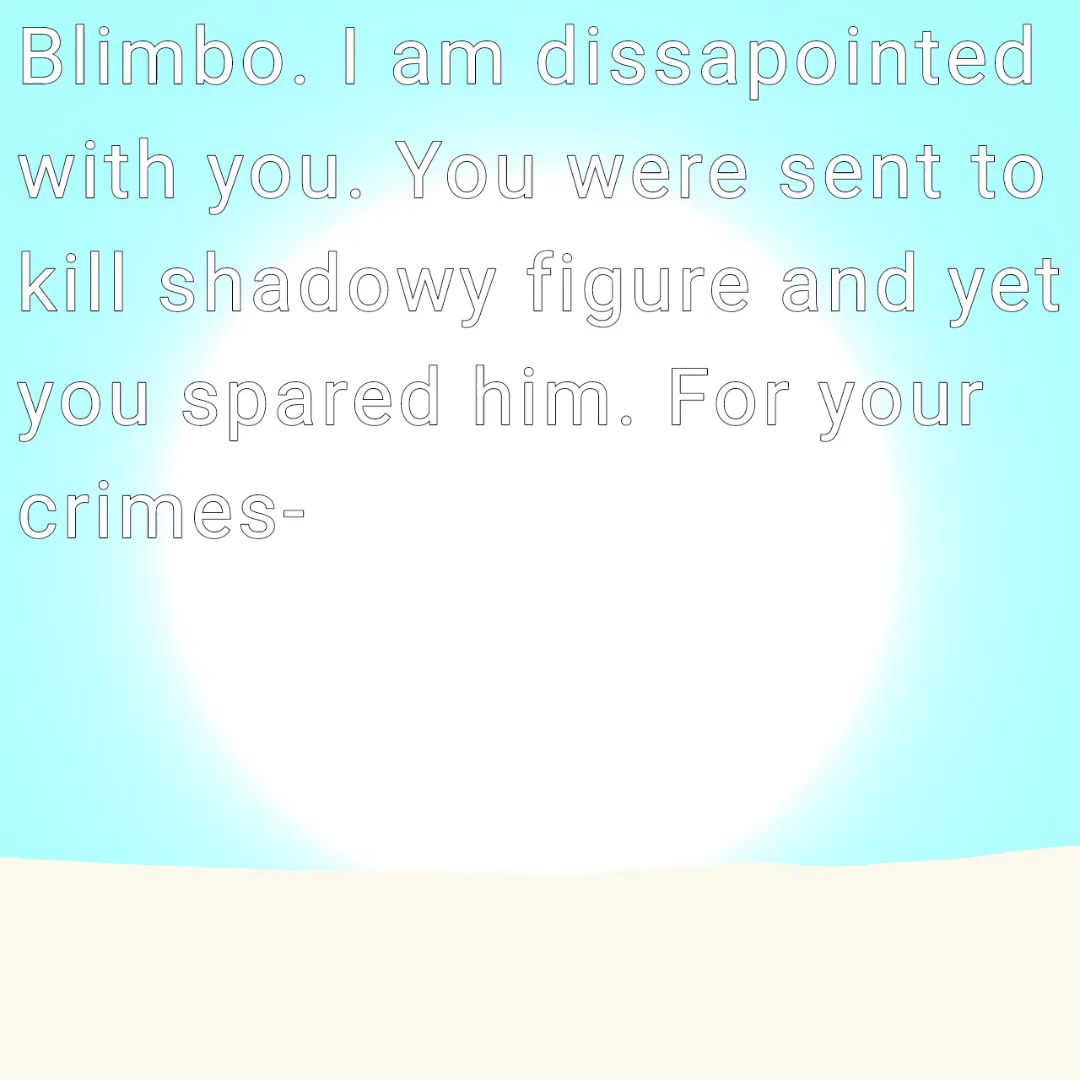 Blimbo. I am dissapointed
with you. You were sent to
kill shadowy figure and yet
you spared him. For your
crimes-